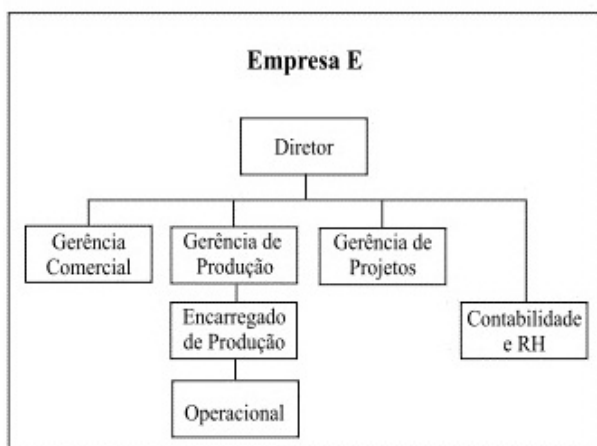 Empresa E
Diretor
Gerência
Comercial
Gerência de
Produção
Gerência de
Projetos
Encarregado
de Produção
Contabilidade
e RH
Operacional